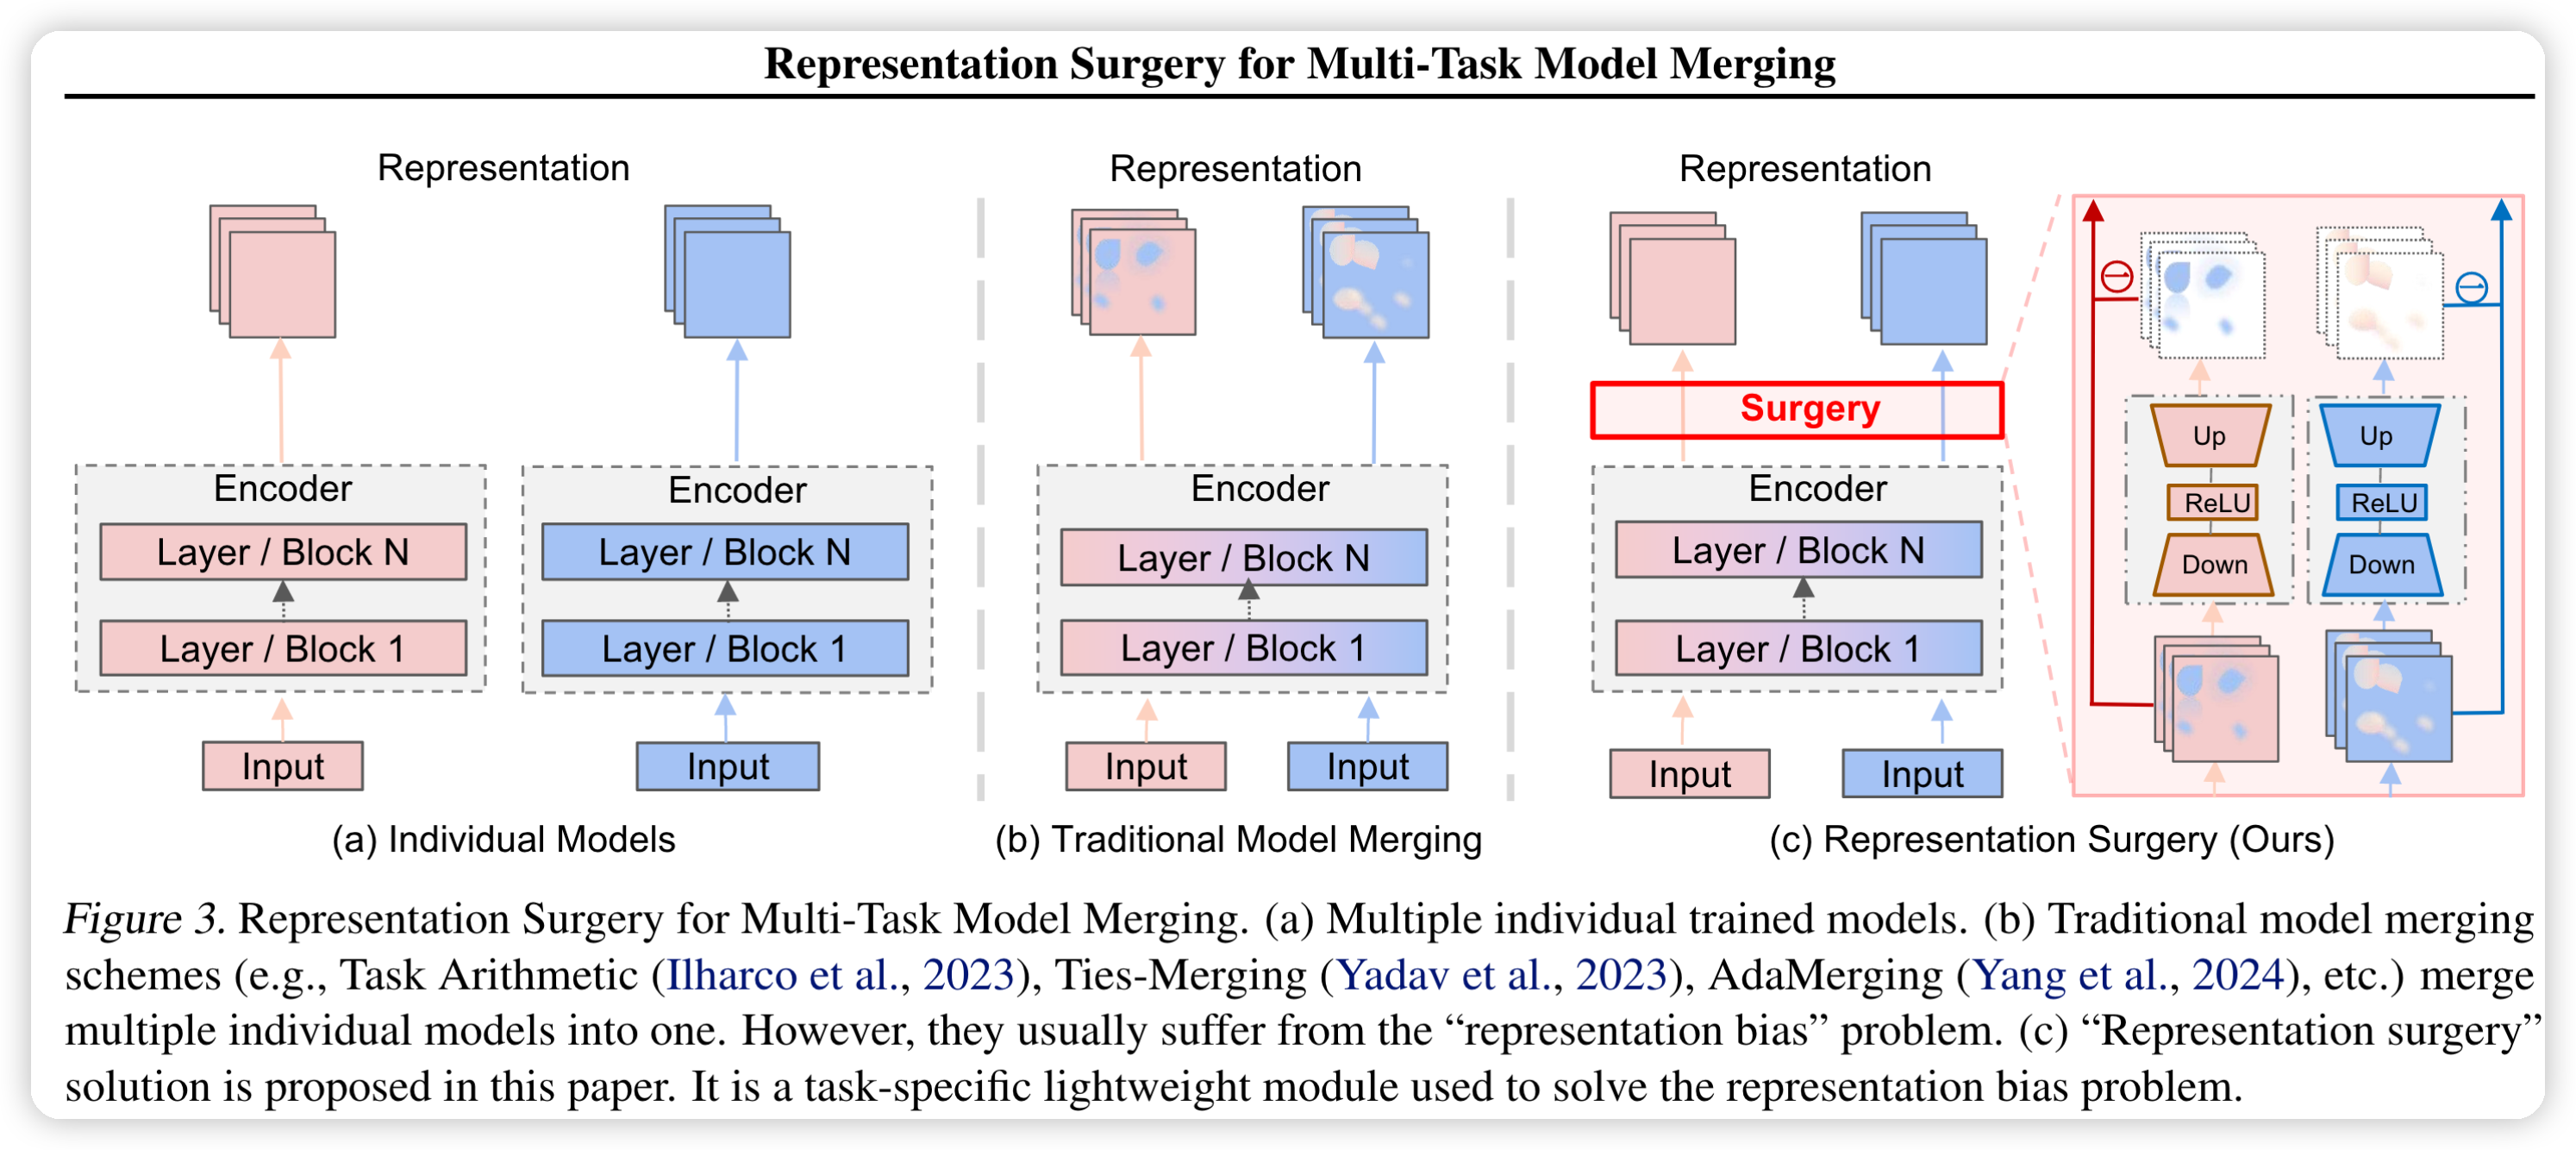 Representation Surgery for Multi-Task Model Merging
Representation
Encoder
Layer / Block N
Layer / Block 1
Input
Encoder
Layer / Block N
Layer / Block 1
Input
(a) Individual Models
Representation
Encoder
Layer / Block N
Layer / Block 1
Input
Input
(b) Traditional Model Merging
Representation
Surgery
Encoder
Layer / Block N
Layer / Block 1
Input
Input
Up
ReLU
Down
Up
ReLU
Down
(c) Representation Surgery (Ours)
Figure 3. Representation Surgery for Multi-Task Model Merging. (a) Multiple individual trained models. (b) Traditional model merging
schemes (e.g., Task Arithmetic (Ilharco et al., 2023), Ties-Merging (Yadav et al., 2023), AdaMerging (Yang et al., 2024), etc.) merge
multiple individual models into one. However, they usually suffer from the “representation bias” problem. (c) “Representation surgery”
solution is proposed in this paper. It is a task-specific lightweight module used to solve the representation bias problem.